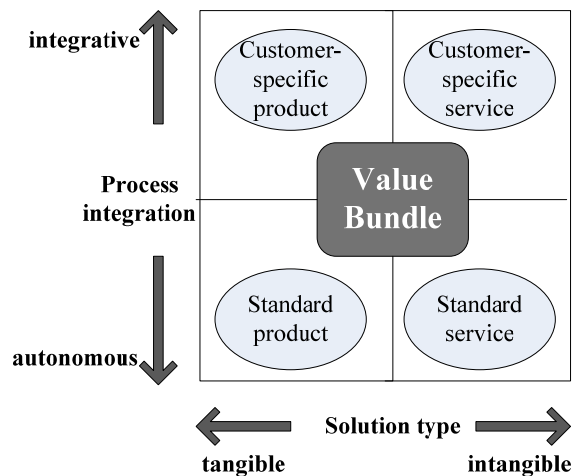 integrative
Customer-
specific
product
Customer-
specific
service
Process
integration
Value
Bundle
Standard
product
Standard
service
autonomous
Solution type
tangible
intangible